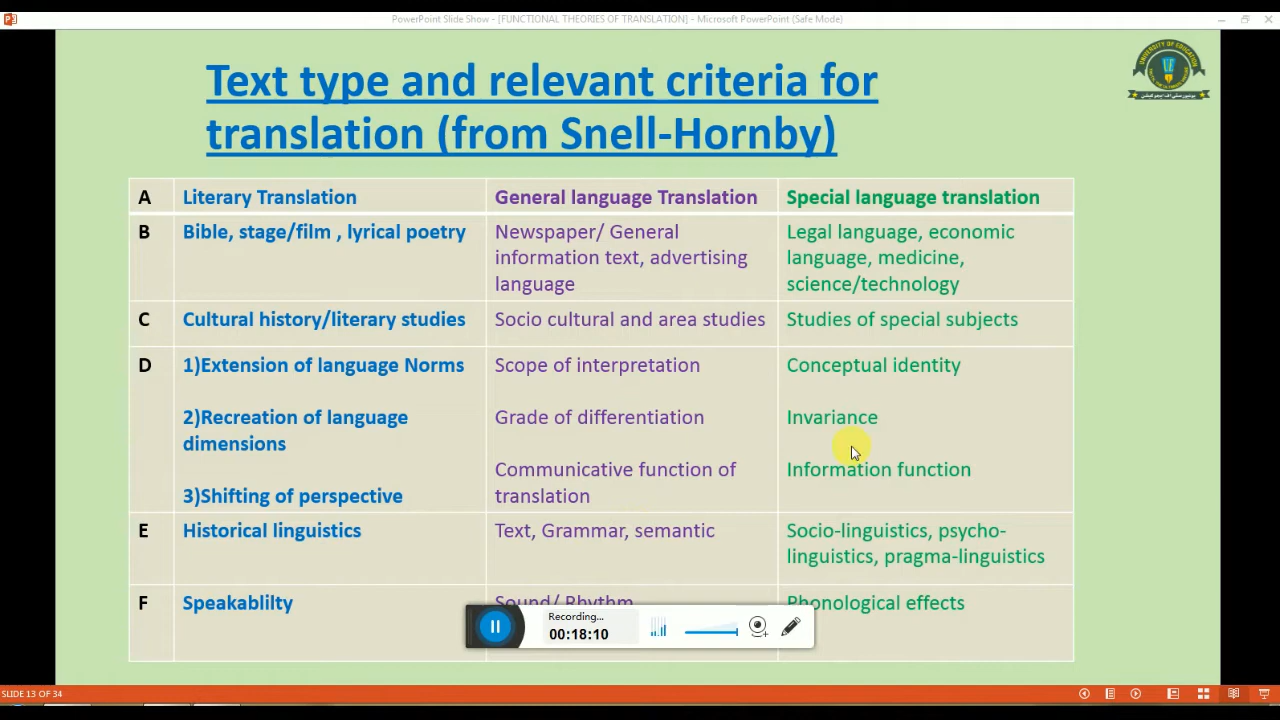 PowerPoint Slide Show - [FUNCTIONAL THEORIES OF TRANSLATION] - Microsoft PowerPoint (Safe Mode)
UNIVERSITY OF EDUCATION
Text type and relevant criteria for
translation (from Snell-Hornby)
A Literary Translation General language Translation Special language translation
B Bible, stage/film , lyrical poetry Newspaper/ General Legal language, economic
information text, advertising language, medicine,
language science/technology
C Cultural history/literary studies Socio cultural and area studies Studies of special subjects
D 1)Extension of language Norms Scope of interpretation Conceptual identity
2)Recreation of language Grade of differentiation Invariance
dimensions
Communicative function of Information function
3)Shifting of perspective translation
E Historical linguistics Text, Grammar, semantic Socio-linguistics, psycho-
linguistics, pragma-linguistics
F Speakablilty Sound/ Rhythm Phonological effects
Recording...
00:18:10
SLIDE 13 OF 34